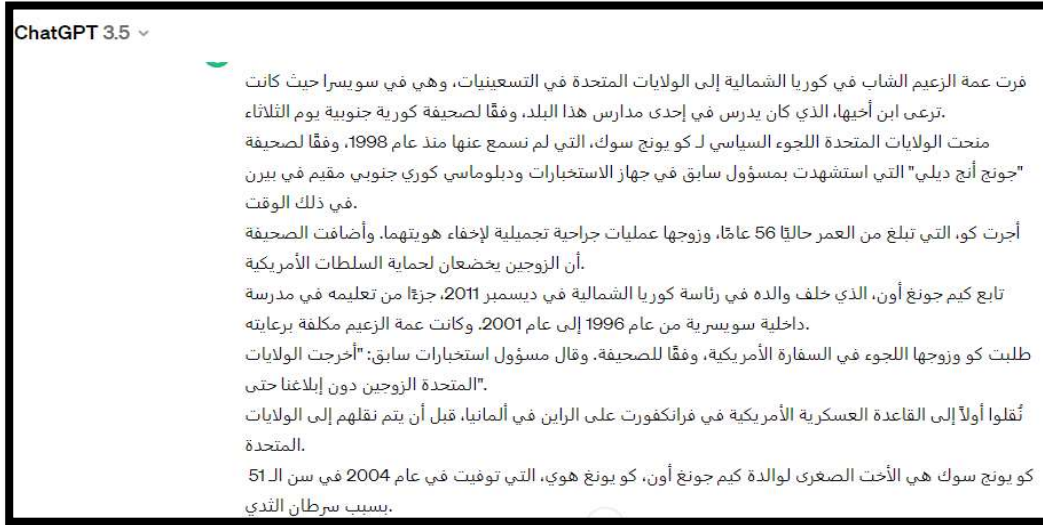 ChatGPT 3.5
فرت عمة الزعيم الشاب في كوريا الشمالية إلى الولايات المتحدة في التسعينيات، وهي في سويسرا حيث كانت
ترعى ابن أخيها، الذي كان يدرس في إحدى مدارس هذا البلد، وفقًا لصحيفة كورية جنوبية يوم الثلاثاء.
منحت الولايات المتحدة اللجوء السياسي لـ كو يونج سوك، التي لم نسمع عنها منذ عام 1998، وفقًا لصحيفة
"جونج أنج ديلي" التي استشهدت بمسؤول سابق في جهاز الاستخبارات ودبلوماسي كوري جنوبي مقيم في بيرن
في ذلك الوقت.
أجرت كو، التي تبلغ من العمر حاليًا 56 عامًا، وزوجها عمليات جراحية تجميلية لإخفاء هويتهما. وأضافت الصحيفة
أن الزوجين يخضعان لحماية السلطات الأمريكية.
تابع كيم جونغ أون، الذي خلف والده في رئاسة كوريا الشمالية في ديسمبر 2011، جزءًا من تعليمه في مدرسة
داخلية سويسرية من عام 1996 إلى عام 2001. وكانت عمة الزعيم مكلفة برعايته.
طلبت كو وزوجها اللجوء في السفارة الأمريكية، وفقًا للصحيفة. وقال مسؤول استخبارات سابق: "أخرجت الولايات
المتحدة الزوجين دون إبلاغنا حتى".
نُقلوا أولاً إلى القاعدة العسكرية الأمريكية في فرانكفورت على الراين في ألمانيا، قبل أن يتم نقلهم إلى الولايات
المتحدة.
كو يونج سوك هي الأخت الصغرى لوالدة كيم جونغ أون، كو يونغ هوي، التي توفيت في عام 2004 في سن الـ 51
بسبب سرطان الثدي.